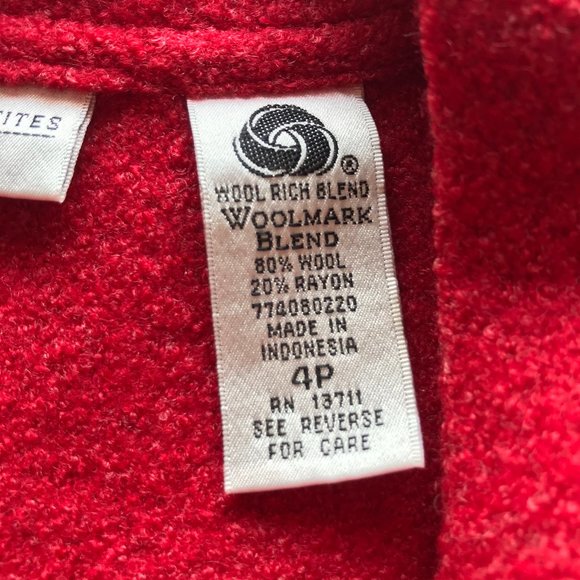 ITES
®
WOOL RICH BLEND
WOOLMARK
BLEND
80% WOOL
20% RAYON
774060220
MADE IN
INDONESIA
4P
RN 13711
SEE REVERSE
FOR CARE